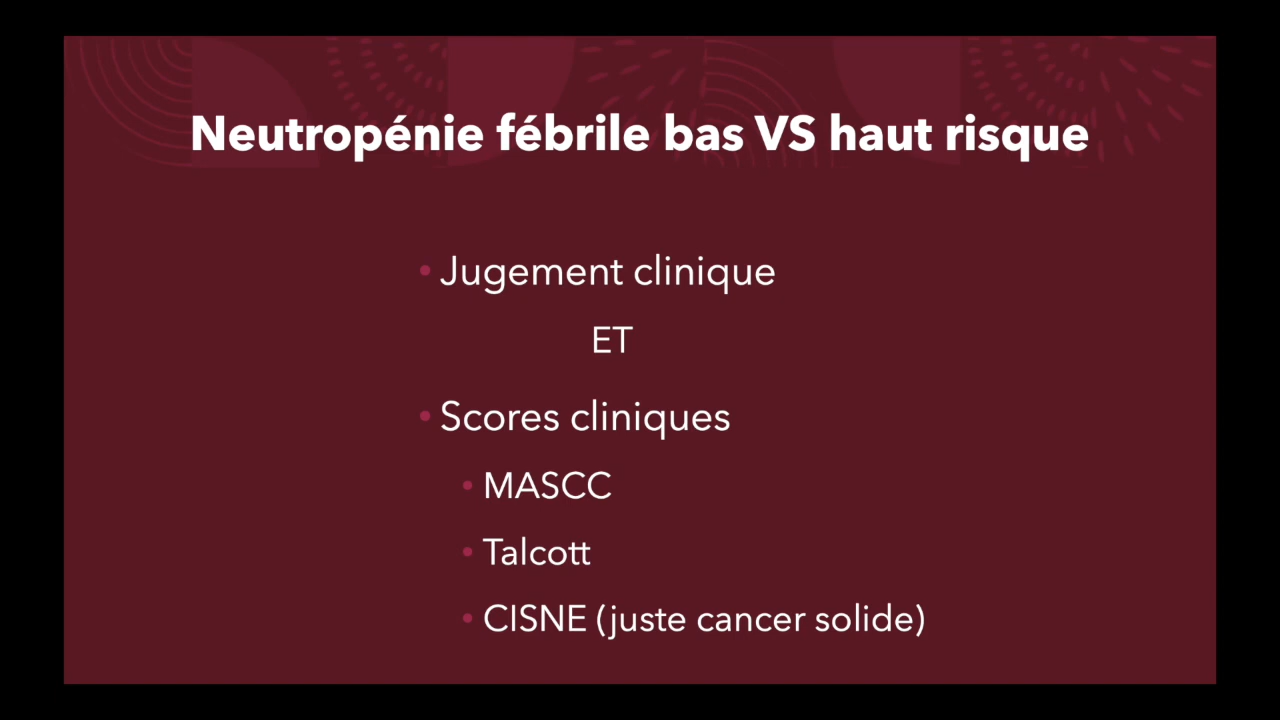 Neutropénie fébrile bas VS haut risque
• Jugement clinique
ET
• Scores cliniques
• MASCC
• Talcott
• CISNE (juste cancer solide)